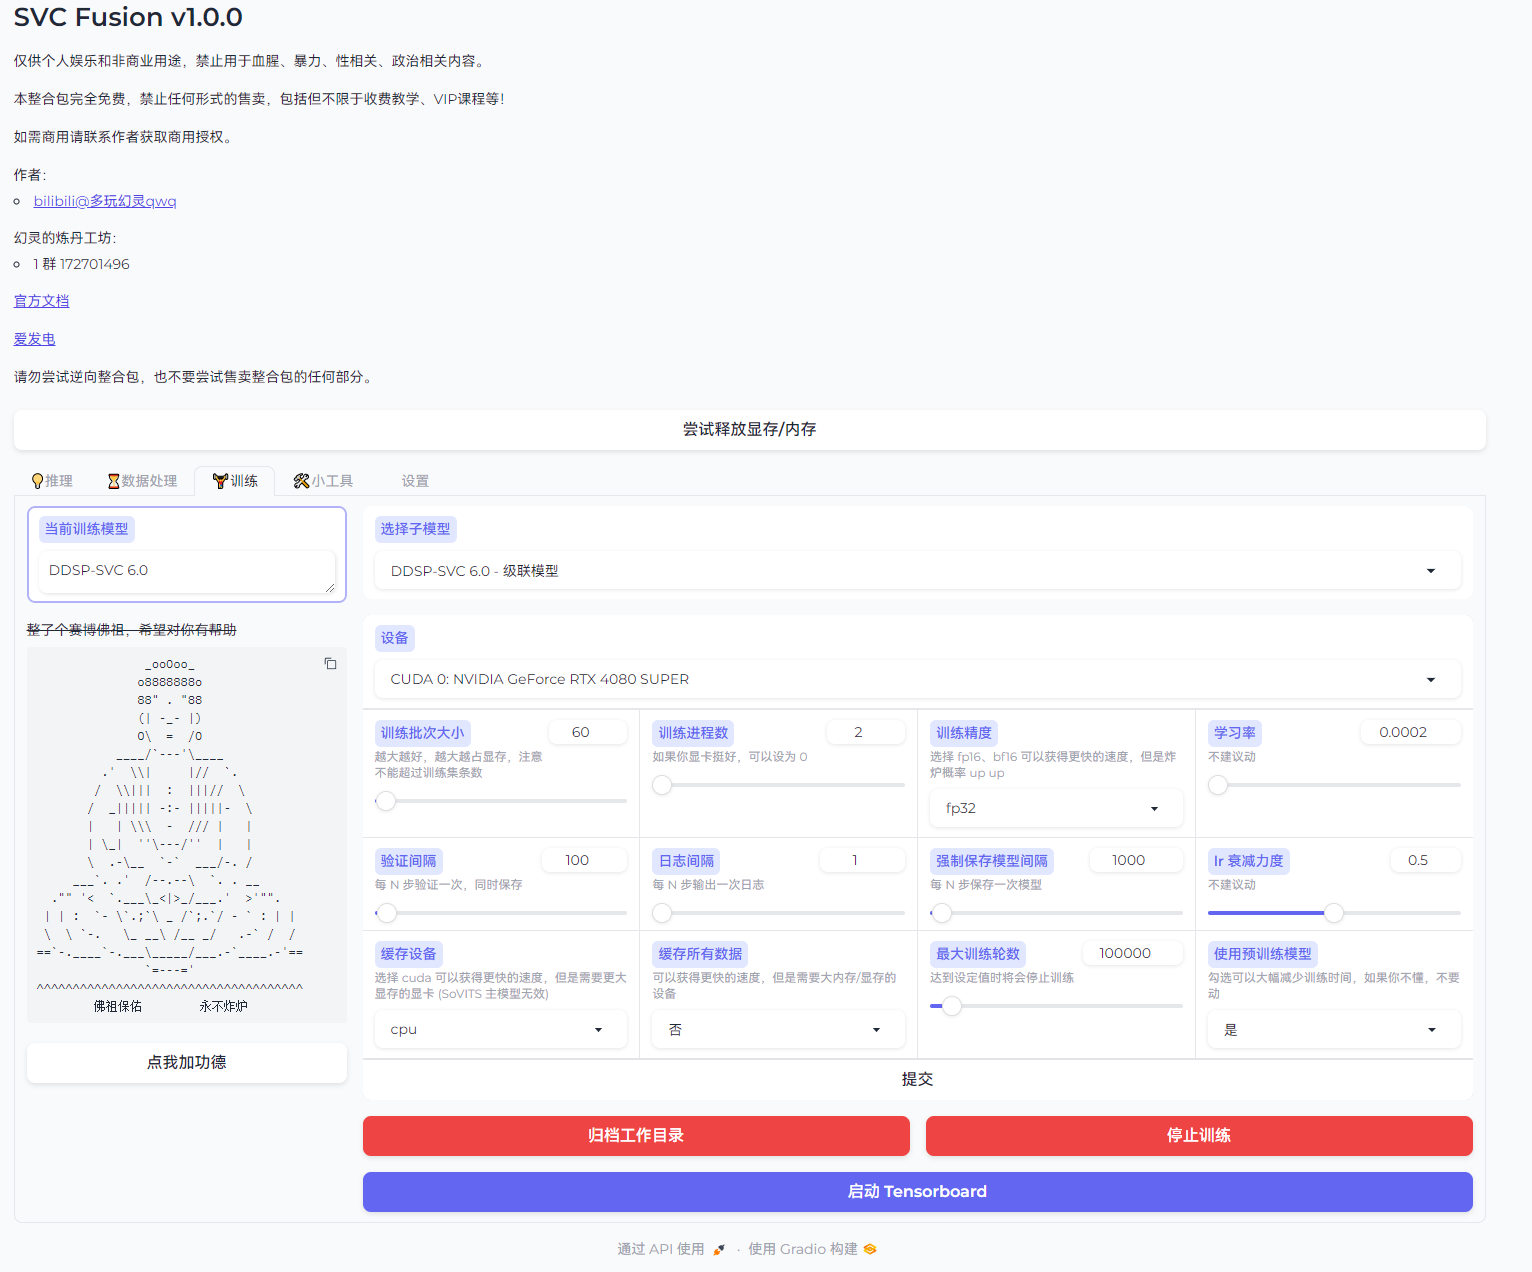 SVC Fusion v1.0.0
仅供个人娱乐和非商业用途，禁止用于血腥、暴力、性相关、政治相关内容。
本整合包完全免费，禁止任何形式的售卖，包括但不限于收费教学、VIP课程等！
如需商用请联系作者获取商用授权。
作者：
bilibili@多玩幻灵qwq
幻灵的炼丹工坊：
1 群 172701496
官方文档
爱发电
请勿尝试逆向整合包，也不要尝试售卖整合包的任何部分。
尝试释放显存/内存
💡推理 ⏳数据处理 🏋️训练 🛠️小工具 设置
当前训练模型
DDSP-SVC 6.0
整了个赛博佛祖，希望对你有帮助
                   _ooOoo_
                  o8888888o
                  88" . "88
                  (| -_- |)
                  O\  =  /O
               ____/`---'\____
             .'  \\|     |//  `.
            /  \\|||  :  |||//  \
           /  _||||| -:- |||||-  \
           |   | \\\  -  /// |   |
           | \_|  ''\---/''  |   |
           \  .-\__  `-`  ___/-. /
         ___`. .'  /--.--\  `. . __
      ."" '<  `.___\_<|>_/___.'  >'"".
     | | :  `- \`.;`\ _ /`;.`/ - ` : | |
     \  \ `-.   \_ __\ /__ _/   .-` /  /
==`-.____`-.___\_____/___.-`____.-'==
                   `=---='
^^^^^^^^^^^^^^^^^^^^^^^^^^^^^^^^^^^^^
佛祖保佑 永不炸炉
点我加功德
选择子模型
DDSP-SVC 6.0 - 级联模型
设备
CUDA 0: NVIDIA GeForce RTX 4080 SUPER
训练批次大小 60
越大越好，越大越占显存，注意
不能超过训练集条数
训练进程数 2
如果你显卡挺好，可以设为 0
训练精度
选择 fp16、bf16 可以获得更快的速度，但是炸
炉概率 up up
fp32
学习率 0.0002
不建议动
验证间隔 100
每 N 步验证一次，同时保存
日志间隔 1
每 N 步输出一次日志
强制保存模型间隔 1000
每 N 步保存一次模型
lr 衰减力度 0.5
不建议动
缓存设备
选择 cuda 可以获得更快的速度，但是需要更大
显存的显卡 (SoVITS 主模型无效)
cpu
缓存所有数据
可以获得更快的速度，但是需要大内存/显存的
设备
否
最大训练轮数 100000
达到设定值时将会停止训练
使用预训练模型
勾选可以大幅减少训练时间，如果你不懂，不要
动
是
提交
归档工作目录 停止训练
启动 Tensorboard
通过 API 使用 🚀 · 使用 Gradio 构建